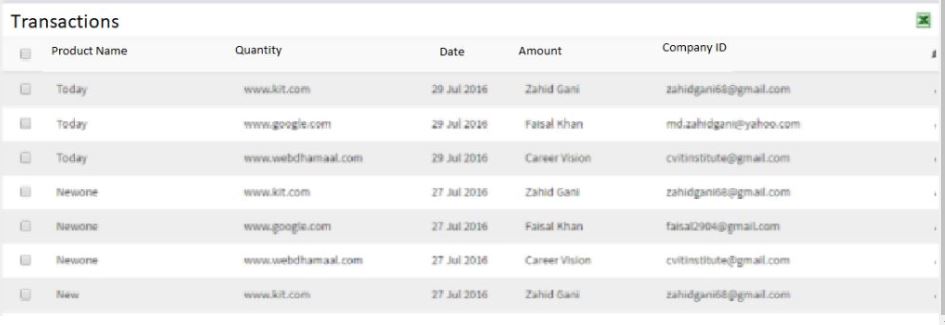 Transactions
Product Name Quantity Date Amount Company ID
Today www.kit.com 29 Jul 2016 Zahid Gani zahidgani68@gmail.com
Today www.google.com 29 Jul 2016 Faisal Khan md.zahidgani@yahoo.com
Today www.webdhamaal.com 29 Jul 2016 Career Vision cvitinstitute@gmail.com
Newone www.kit.com 27 Jul 2016 Zahid Gani zahidgani68@gmail.com
Newone www.google.com 27 Jul 2016 Faisal Khan faisal2904@gmail.com
Newone www.webdhamaal.com 27 Jul 2016 Career Vision cvitinstitute@gmail.com
New www.kit.com 27 Jul 2016 Zahid Gani zahidgani68@gmail.com